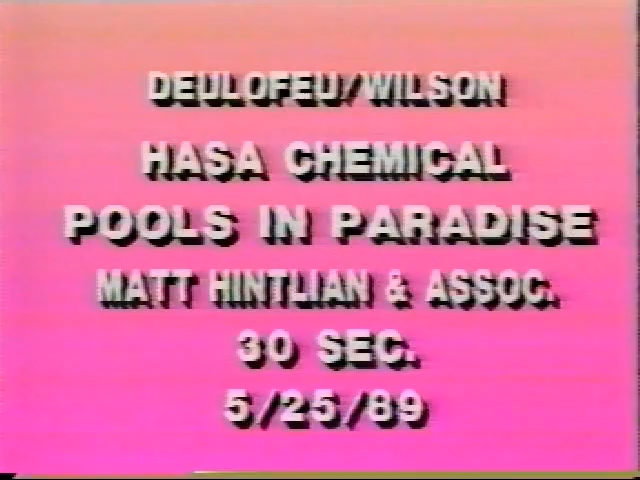 DEULOFEU/WILSON
HASA CHEMICAL
POOLS IN PARADISE
MATT HINTLIAN & ASSOC.
30 SEC.
5/25/89